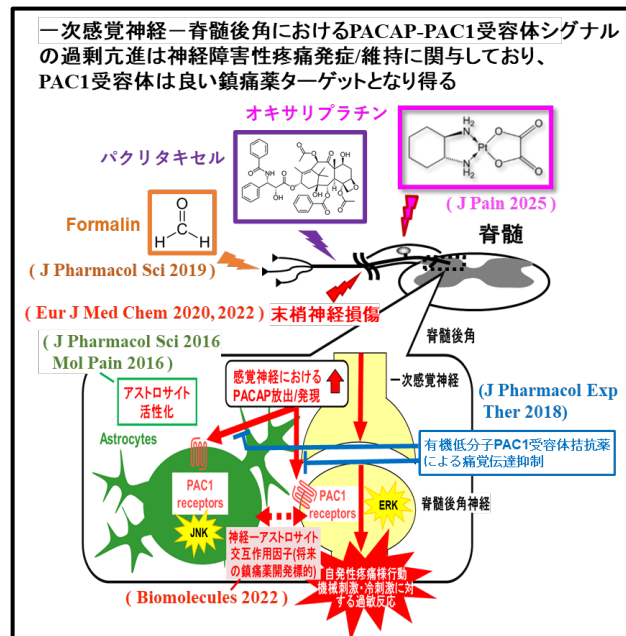 一次感覚神経－脊髄後角におけるPACAP-PAC1受容体シグナル
の過剰亢進は神経障害性疼痛発症/維持に関与しており、
PAC1受容体は良い鎮痛薬ターゲットとなり得る
オキサリプラチン
NH2
O
O
Pt
NH2
O
O
( J Pain 2025)
パクリタキセル
Formalin
O
H
H
( J Pharmacol Sci 2019)
脊髄
( Eur J Med Chem 2020, 2022 )
末梢神経損傷
脊髄後角
( J Pharmacol Sci 2016
Mol Pain 2016 )
アストロサイト
活性化
感覚神経における
PACAP放出/発現
一次感覚神経
(J Pharmacol Exp
Ther 2018)
Astrocytes
有機低分子PAC1受容体拮抗薬
による痛覚伝達抑制
PAC1
receptors
JNK
PAC1
receptors
ERK
脊髄後角神経
神経ーアストロサイト
交互作用因子(将来
の鎮痛薬開発標的)
( Biomolecules 2022 )
自発性疼痛様行動
機械刺激・冷刺激に対
する過敏反応